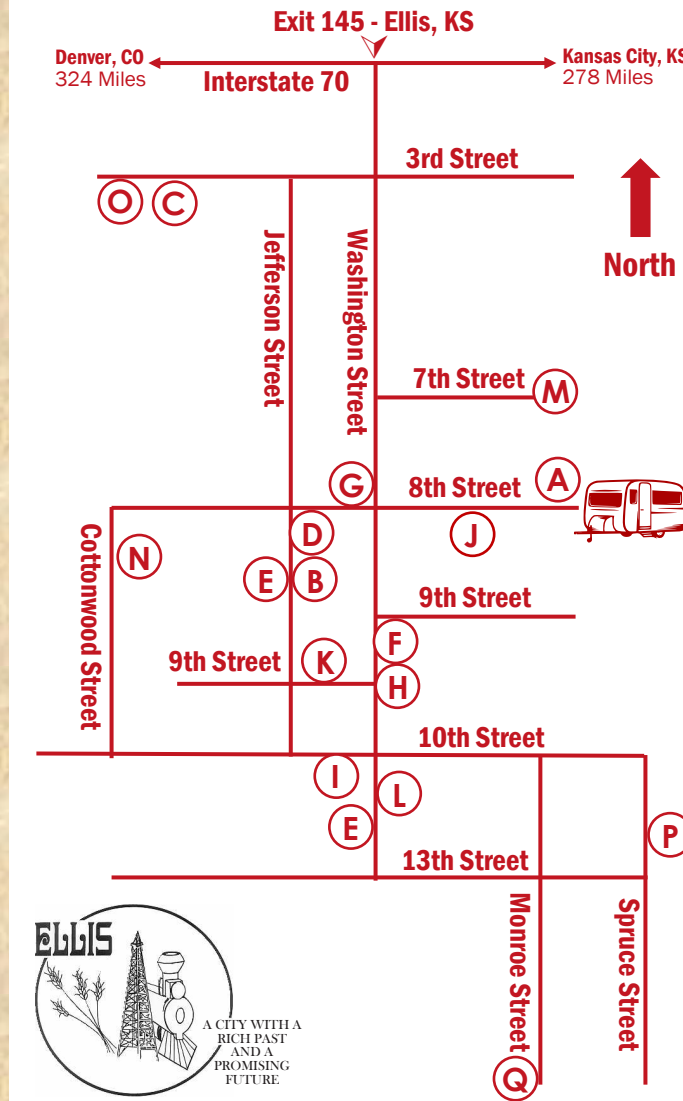 Exit 145 - Ellis, KS
Denver, CO
324 Miles
Interstate 70
Kansas City, KS
278 Miles
3rd Street
O
C
North
Jefferson Street
Washington Street
7th Street
M
G
8th Street
A
J
Cottonwood Street
N
D
E
B
9th Street
F
9th Street
K
H
10th Street
I
L
E
P
13th Street
Monroe Street
Spruce Street
Q
ELLIS
A CITY WITH A
RICH PAST
AND A
PROMISING
FUTURE